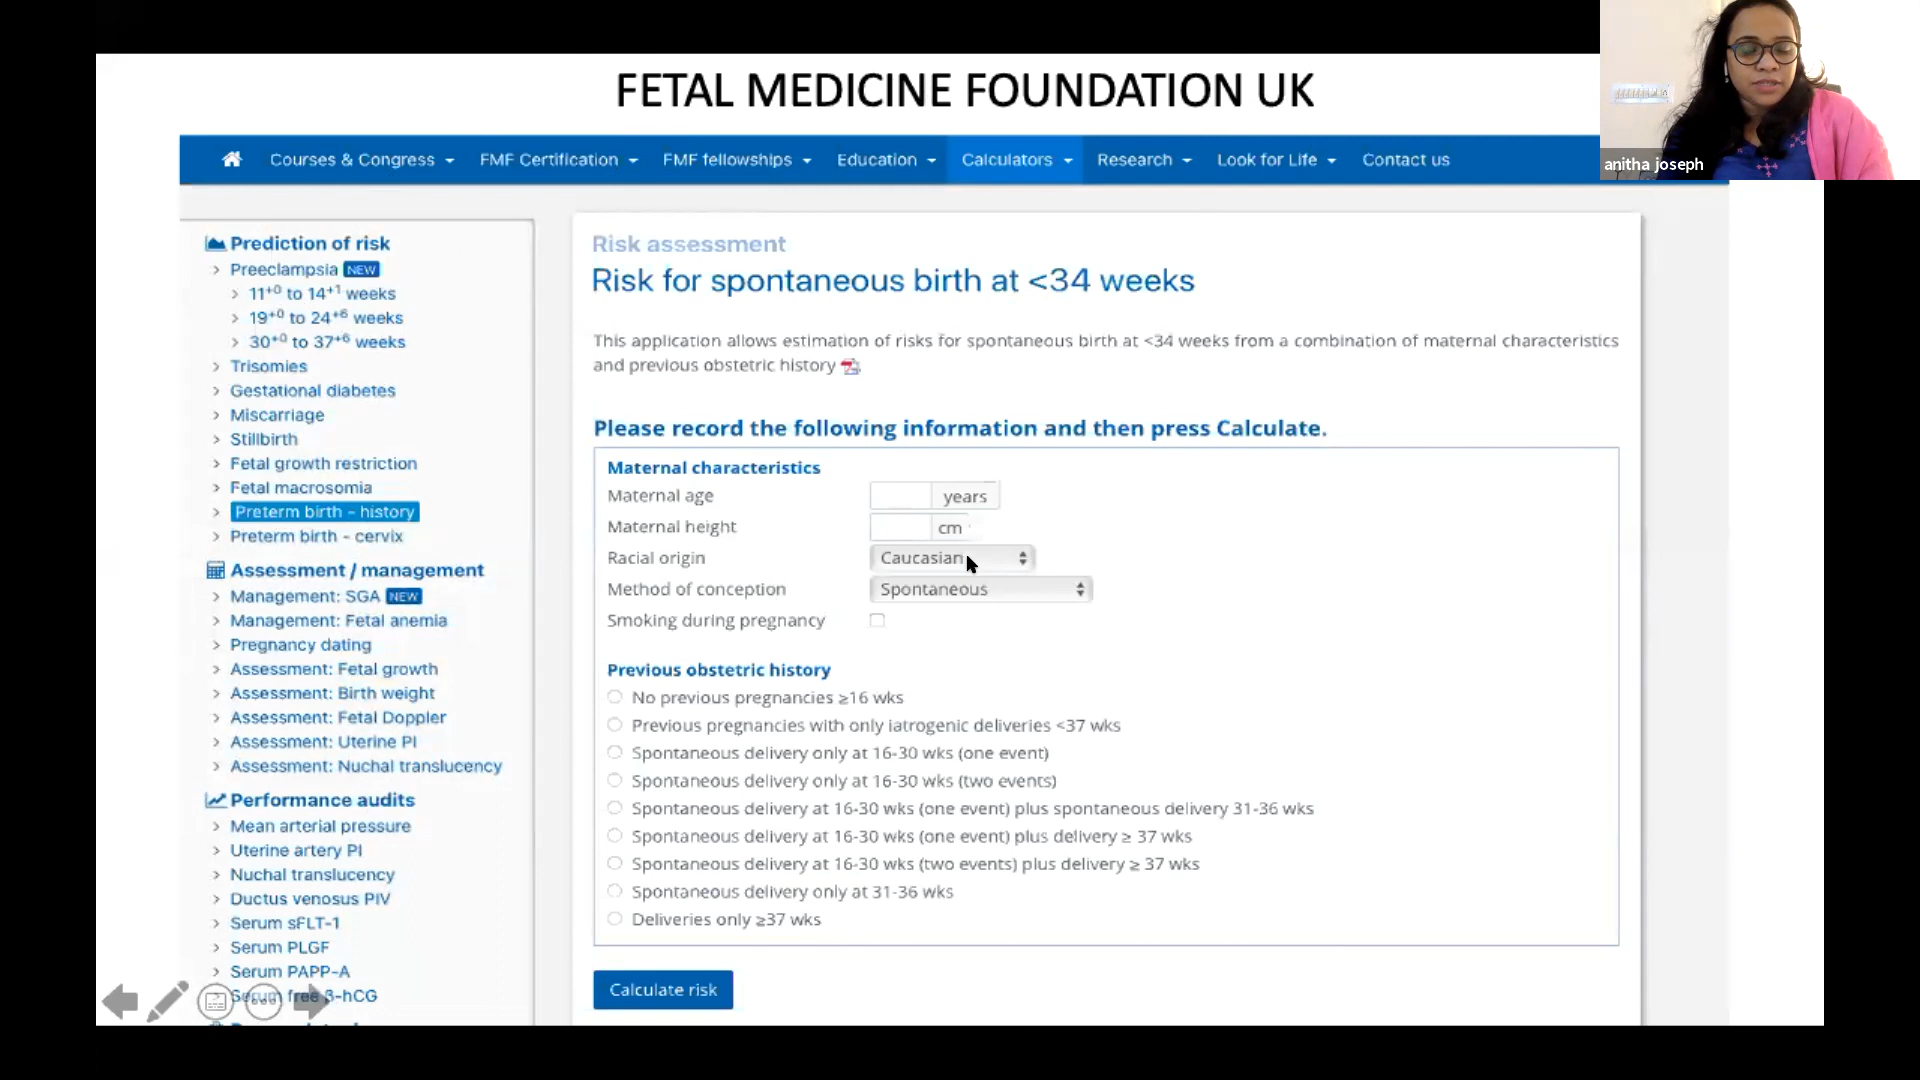 FETAL MEDICINE FOUNDATION UK
anitha joseph
Courses & Congress FMF Certification FMF fellowships Education Calculators Research Look for Life Contact us
Prediction of risk
Preeclampsia NEW
11+0 to 14+1 weeks
19+0 to 24+6 weeks
30+0 to 37+6 weeks
Trisomies
Gestational diabetes
Miscarriage
Stillbirth
Fetal growth restriction
Fetal macrosomia
Preterm birth - history
Preterm birth - cervix
Assessment / management
Management: SGA NEW
Management: Fetal anemia
Pregnancy dating
Assessment: Fetal growth
Assessment: Birth weight
Assessment: Fetal Doppler
Assessment: Uterine PI
Assessment: Nuchal translucency
Performance audits
Mean arterial pressure
Uterine artery PI
Nuchal translucency
Ductus venosus PIV
Serum sFLT-1
Serum PLGF
Serum PAPP-A
Serum free β-hCG
Risk assessment
Risk for spontaneous birth at <34 weeks
This application allows estimation of risks for spontaneous birth at <34 weeks from a combination of maternal characteristics
and previous obstetric history
Please record the following information and then press Calculate.
Maternal characteristics
Maternal age years
Maternal height cm
Racial origin Caucasian
Method of conception Spontaneous
Smoking during pregnancy
Previous obstetric history
No previous pregnancies ≥16 wks
Previous pregnancies with only iatrogenic deliveries <37 wks
Spontaneous delivery only at 16-30 wks (one event)
Spontaneous delivery only at 16-30 wks (two events)
Spontaneous delivery at 16-30 wks (one event) plus spontaneous delivery 31-36 wks
Spontaneous delivery at 16-30 wks (one event) plus delivery ≥ 37 wks
Spontaneous delivery at 16-30 wks (two events) plus delivery ≥ 37 wks
Spontaneous delivery only at 31-36 wks
Deliveries only ≥37 wks
Calculate risk